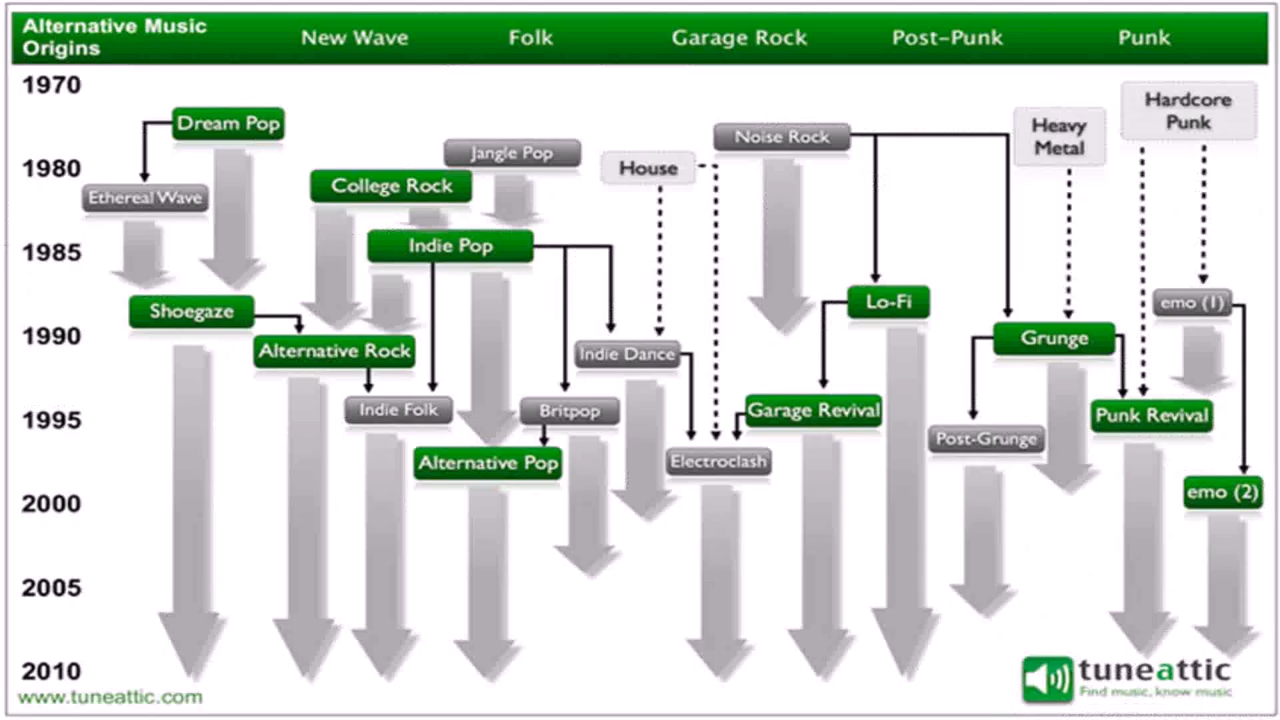 Alternative Music
Origins
New Wave
Folk
Garage Rock
Post-Punk
Punk
1970
Dream Pop
Hardcore
Punk
Heavy
Metal
Noise Rock
Jangle Pop
House
1980
College Rock
Ethereal Wave
1985
Indie Pop
Shoegaze
Lo-Fi
emo (1)
1990
Alternative Rock
Indie Dance
Grunge
Indie Folk
Britpop
Garage Revival
Punk Revival
1995
Post-Grunge
Alternative Pop
Electroclash
emo (2)
2000
2005
2010
www.tuneattic.com
tuneattic
Find music, know music